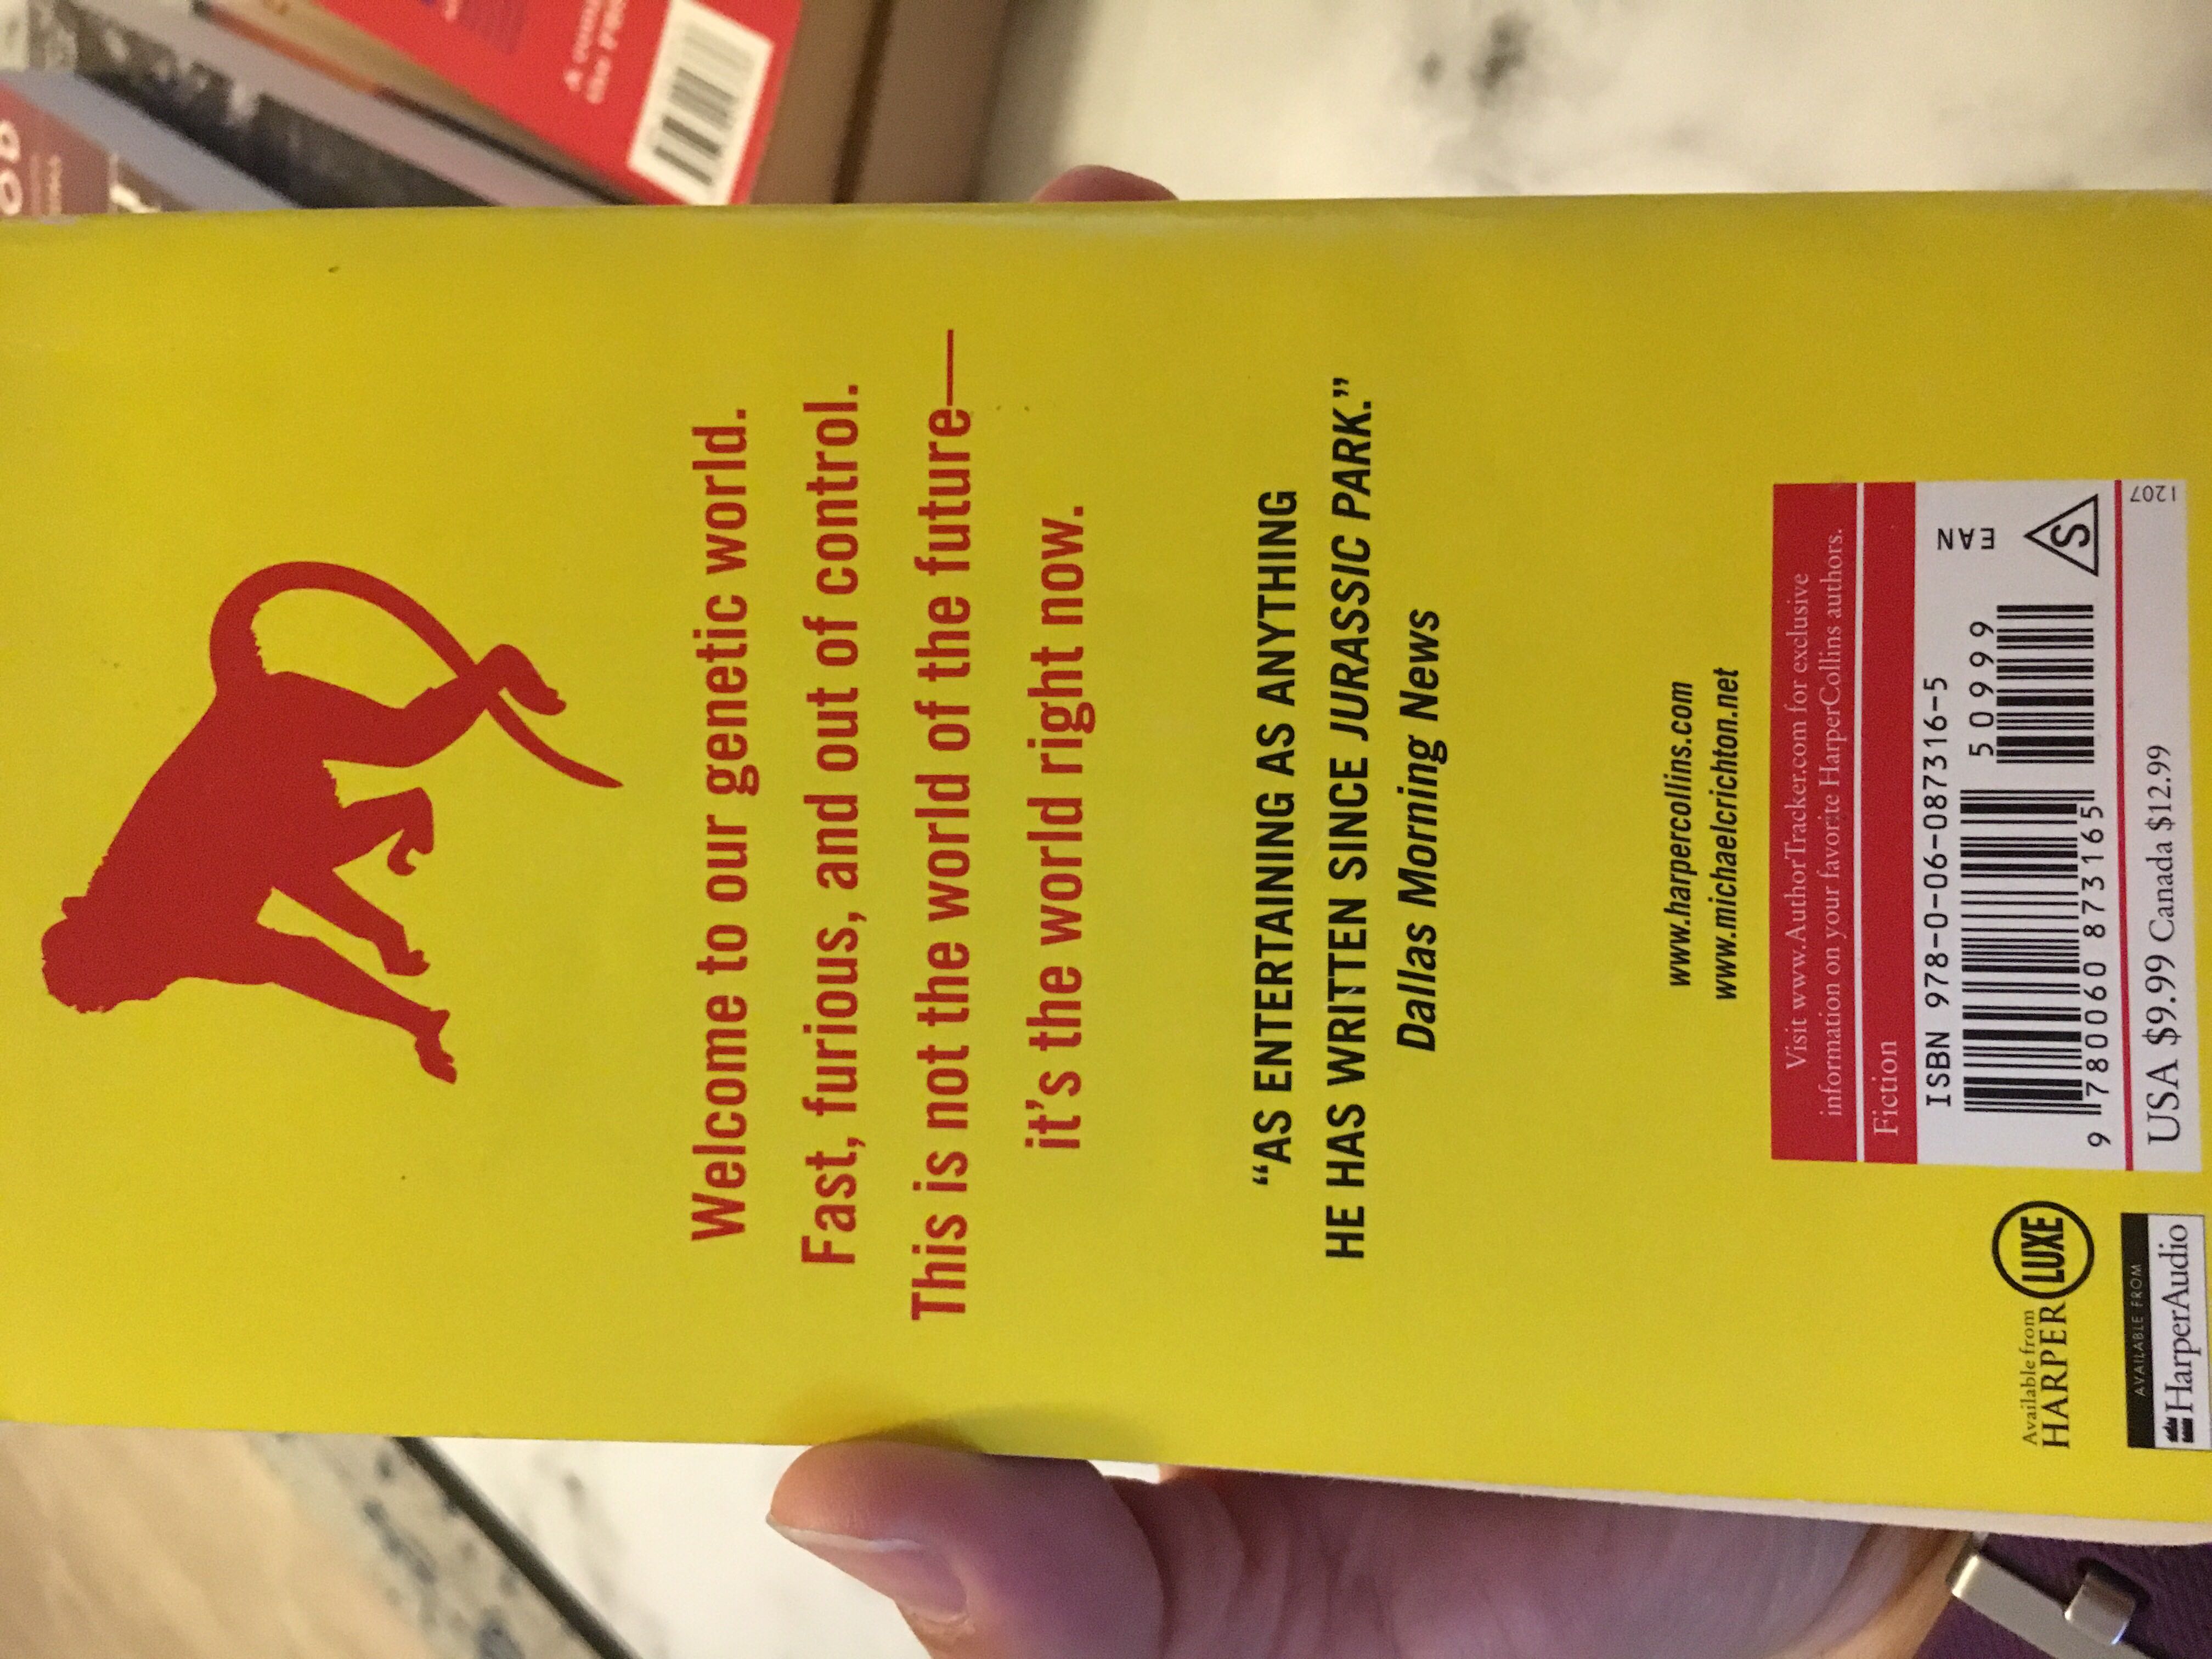 Welcome to our genetic world.
Fast, furious, and out of control.
This is not the world of the future—
it's the world right now.
“AS ENTERTAINING AS ANYTHING
HE HAS WRITTEN SINCE JURASSIC PARK.”
Dallas Morning News
www.harpercollins.com
www.michaelcrichton.net
Visit www.AuthorTracker.com for exclusive
information on your favorite HarperCollins authors.
Fiction
ISBN 978-0-06-087316-5
EAN
50999
9 780060 873165
S
USA $9.99 Canada $12.99
1207
Available from
HARPER LUXE
AVAILABLE FROM
HarperAudio